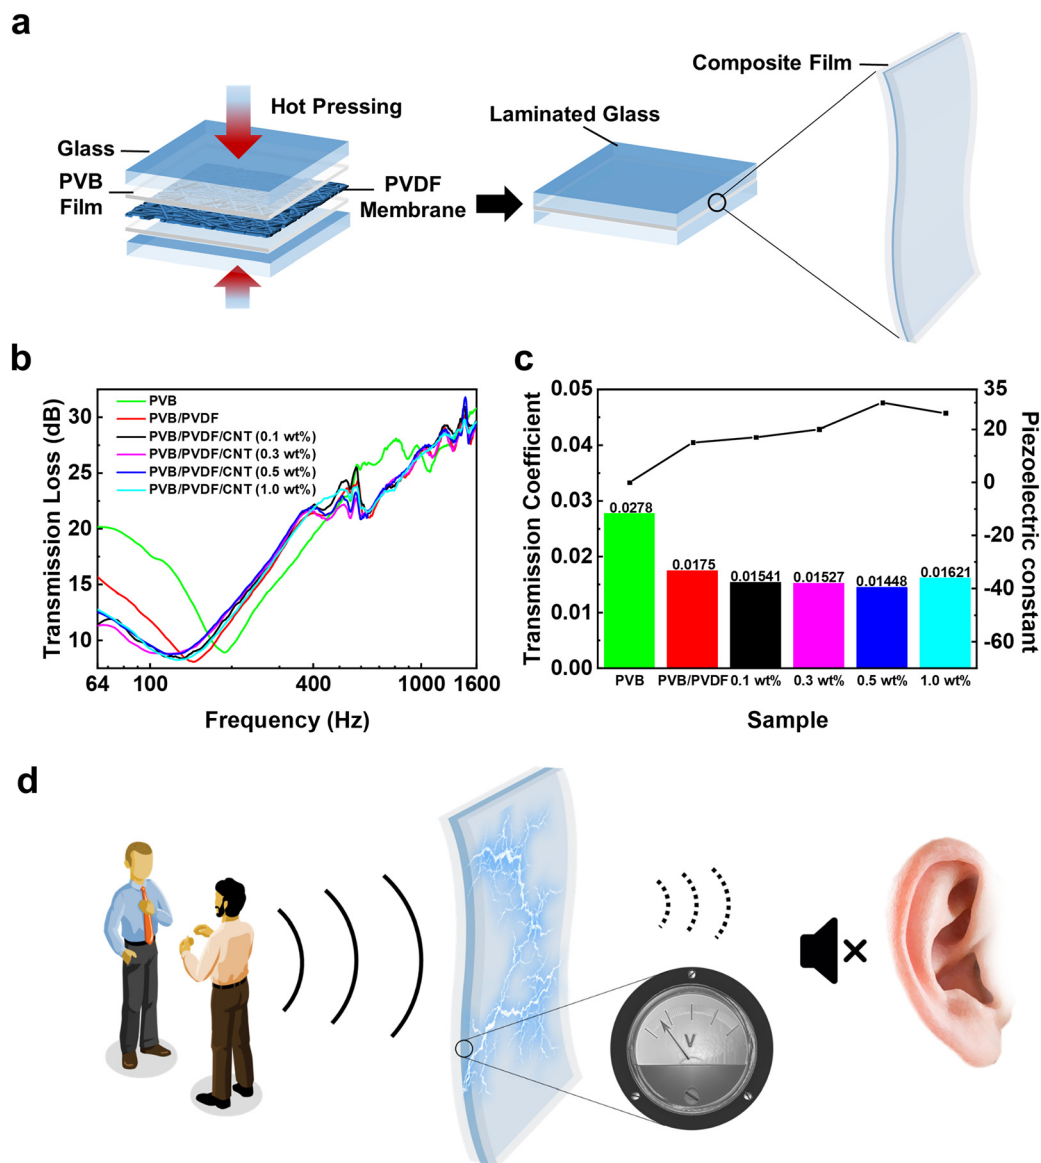 a
Hot Pressing
Glass
PVB
Film
PVDF
Membrane
Laminated Glass
Composite Film
b
Transmission Loss (dB)
30
25
20
15
10
PVB
PVB/PVDF
PVB/PVDF/CNT (0.1 wt%)
PVB/PVDF/CNT (0.3 wt%)
PVB/PVDF/CNT (0.5 wt%)
PVB/PVDF/CNT (1.0 wt%)
64 100 200 400 1000 1600
Frequency (Hz)
c
Transmission Coefficient
0.05
0.04
0.03
0.02
0.01
0.00
0.0278
0.0175
0.01541
0.01527
0.01448
0.01621
35
20
0
-20
-40
-60
Piezoelectric constant
PVB PVB/PVDF 0.1 wt% 0.3 wt% 0.5 wt% 1.0 wt%
Sample
d
V